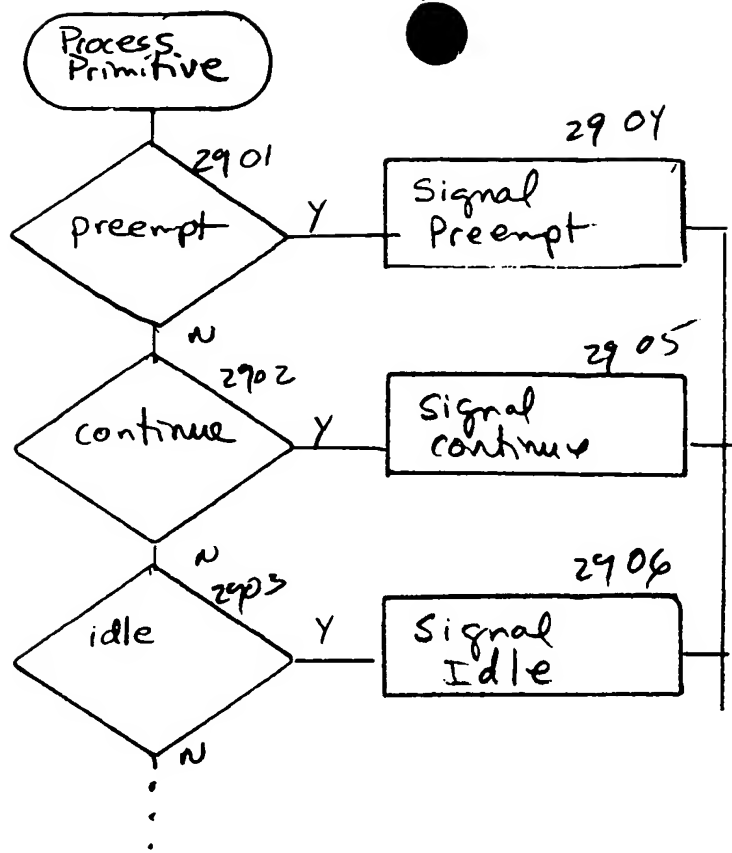 Process
Primitive
2901
preempt
Y
2904
Signal
Preempt
N
2902
continue
Y
2905
Signal
continue
N
2903
idle
Y
2906
Signal
Idle
N